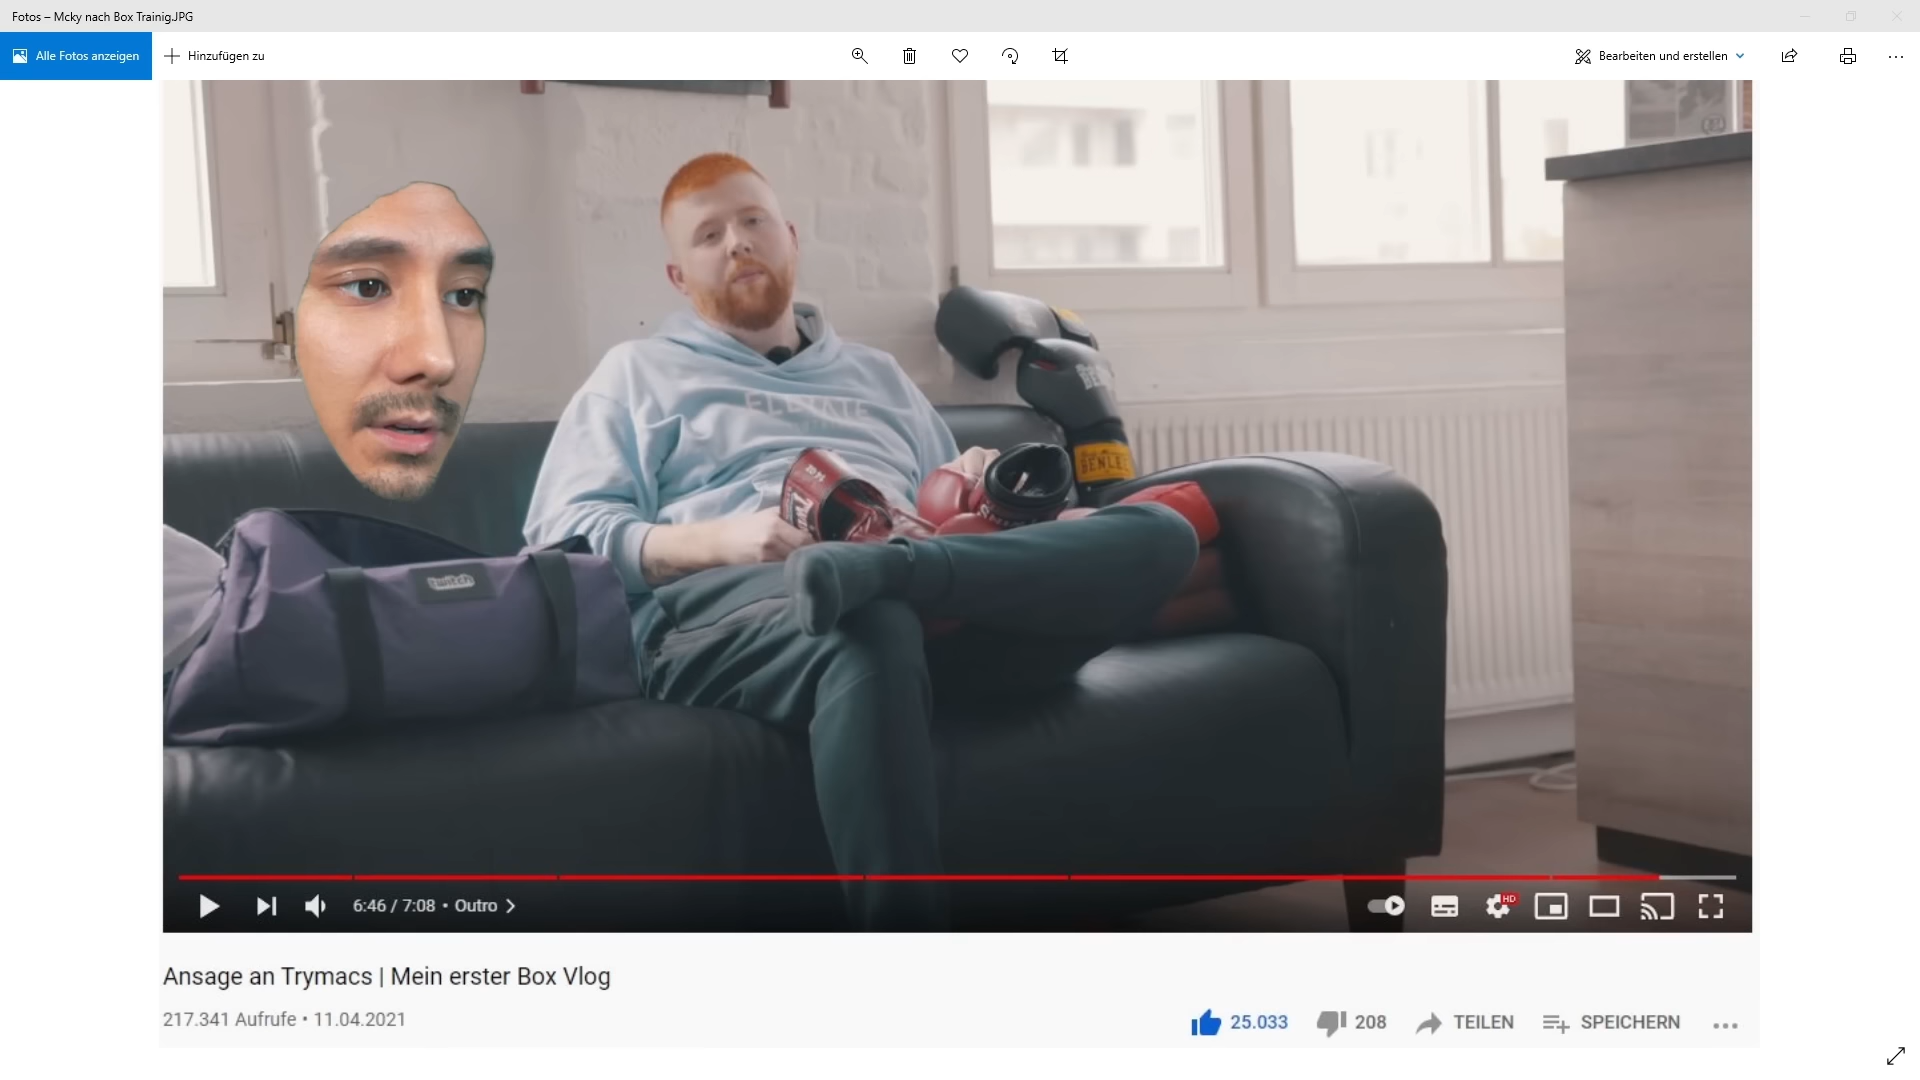 Fotos – Mcky nach Box Trainig.JPG
Alle Fotos anzeigen
Hinzufügen zu
Bearbeiten und erstellen
twitch
BENLEE
6:46 / 7:08 • Outro
HD
Ansage an Trymacs | Mein erster Box Vlog
217.341 Aufrufe • 11.04.2021
25.033
208
TEILEN
SPEICHERN